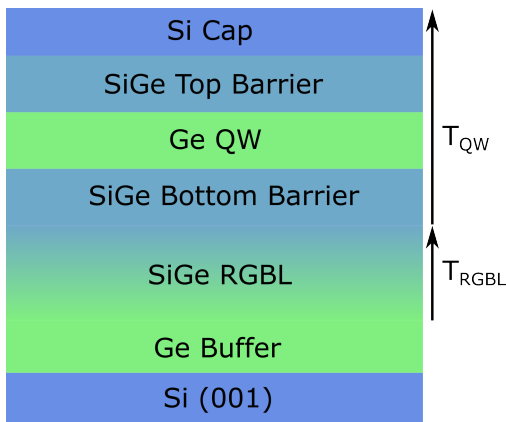 Si Cap
SiGe Top Barrier
Ge QW
T_QW
SiGe Bottom Barrier
SiGe RGBL
T_RGBL
Ge Buffer
Si (001)